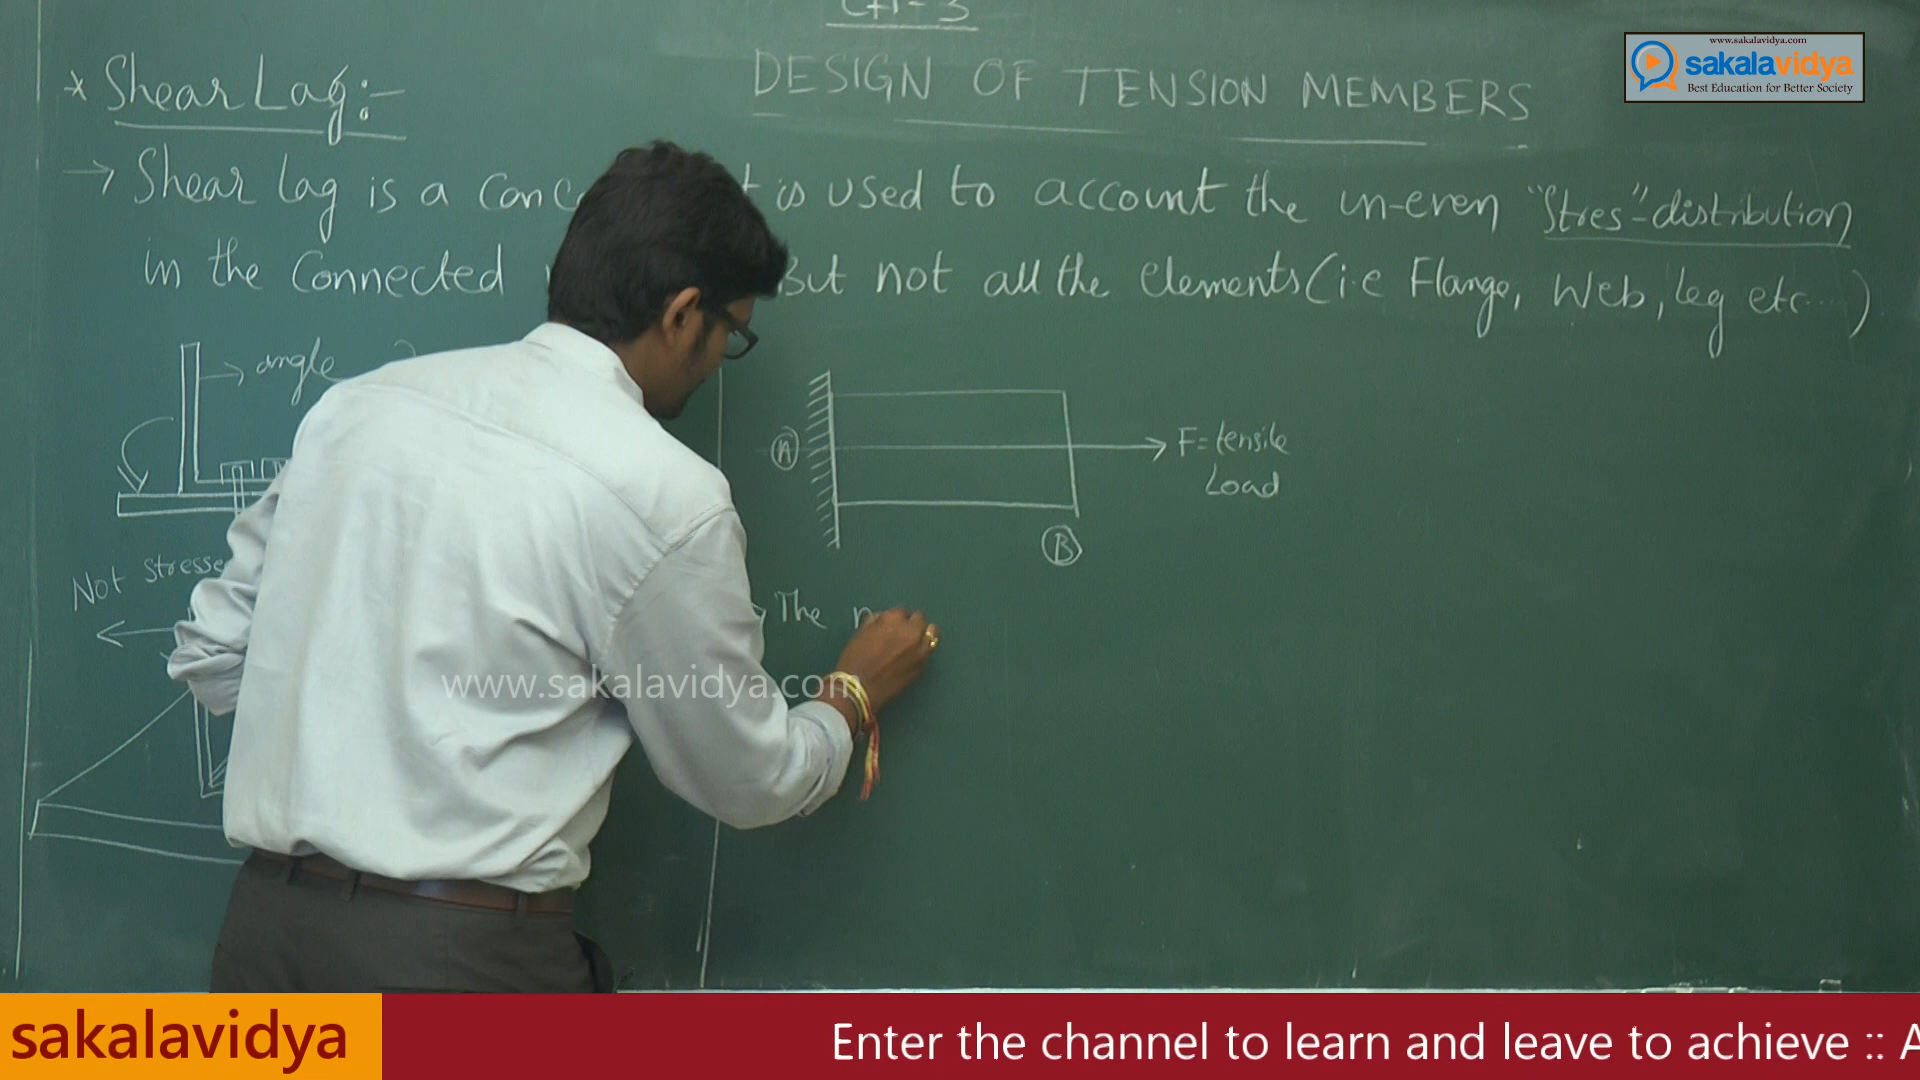 CH-3
DESIGN OF TENSION MEMBERS
* Shear Lag:-
→ Shear lag is a Conc is used to account the un-even "Stres"-distribution
in the Connected But not all the elements (i.e Flange, Web, leg etc....)
→ angle
Not stresse
A
B
F = tensile
Load
→ The
www.sakalavidya.com
sakalavidya
Best Education for Better Society
www.sakalavidya.com
sakalavidya
Enter the channel to learn and leave to achieve :: A